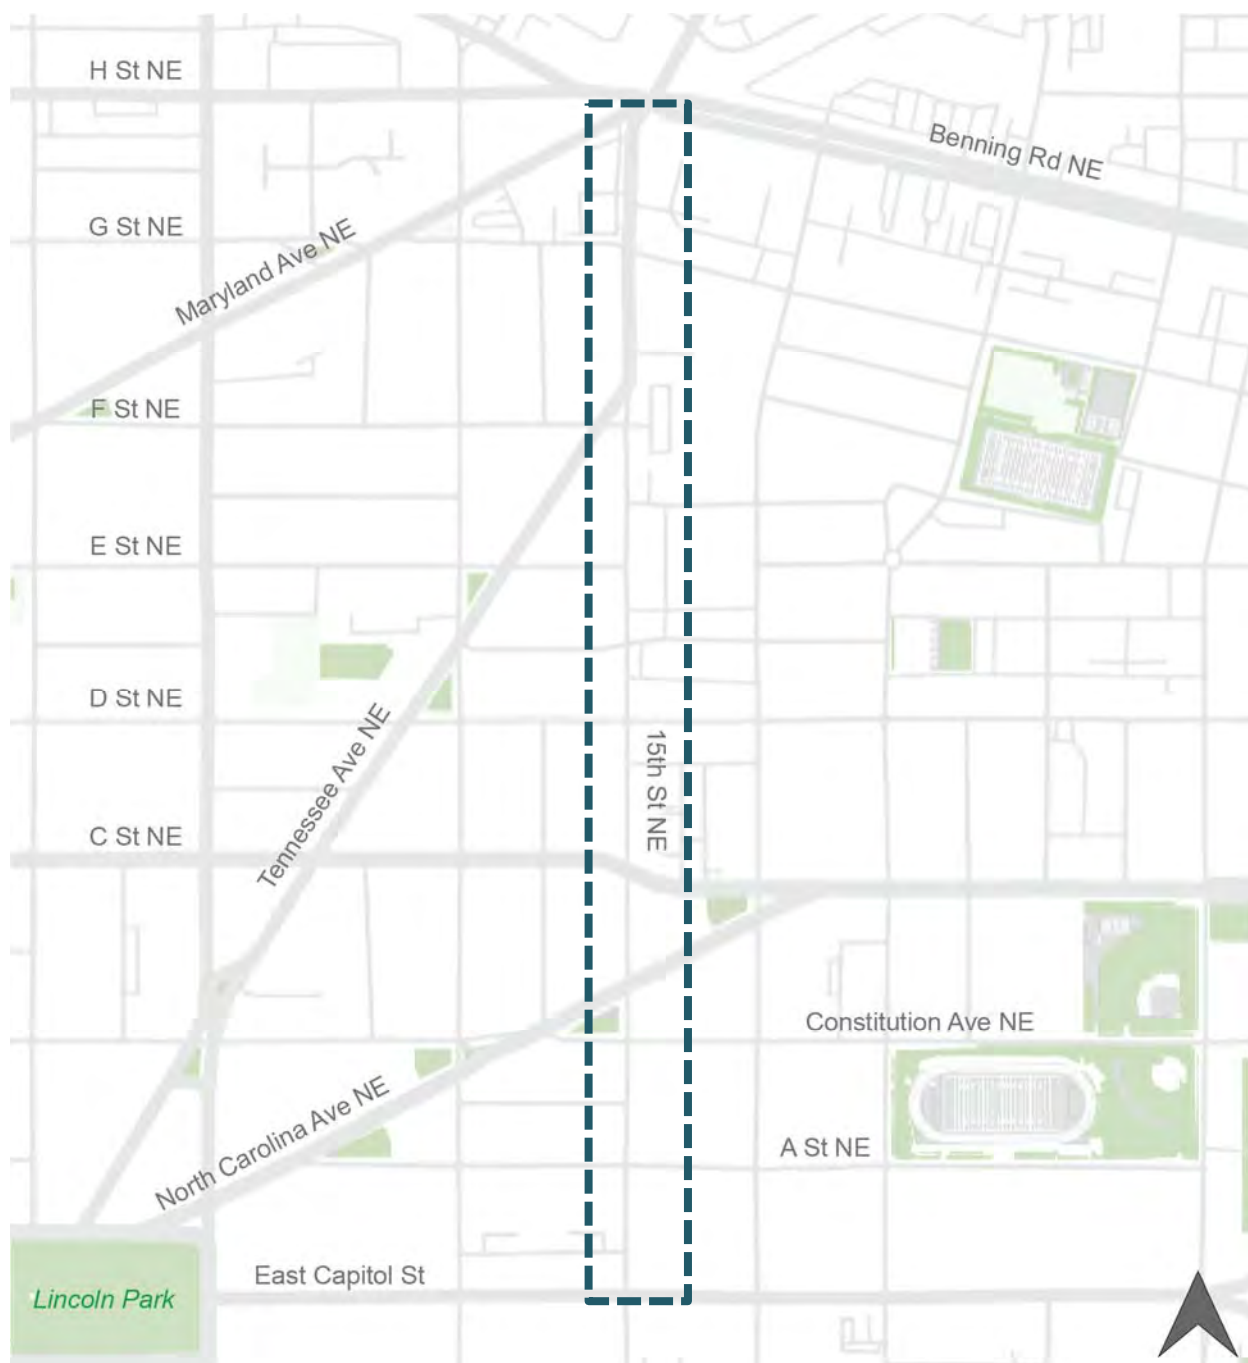 H St NE
Benning Rd NE
G St NE
Maryland Ave NE
F St NE
E St NE
D St NE
15th St NE
Tennessee Ave NE
C St NE
Constitution Ave NE
North Carolina Ave NE
A St NE
East Capitol St
Lincoln Park